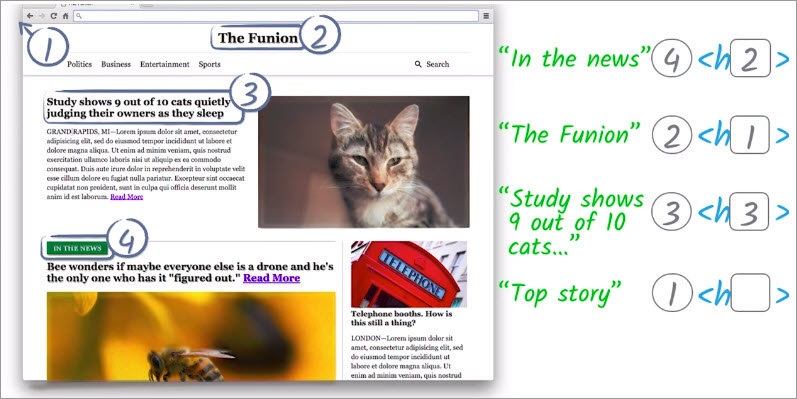 1
The Funion 2
Politics Business Entertainment Sports Search
Study shows 9 out of 10 cats quietly
judging their owners as they sleep
3
GRAND RAPIDS, MI—Lorem ipsum dolor sit amet, consectetur
adipiscing elit, sed do eiusmod tempor incididunt ut labore et
dolore magna aliqua. Ut enim ad minim veniam, quis nostrud
exercitation ullamco laboris nisi ut aliquip ex ea commodo
consequat. Duis aute irure dolor in reprehenderit in voluptate velit
esse cillum dolore eu fugiat nulla pariatur. Excepteur sint occaecat
cupidatat non proident, sunt in culpa qui officia deserunt mollit
anim id est laborum. Read More
IN THE NEWS 4
Bee wonders if maybe everyone else is a drone and he's
the only one who has it "figured out." Read More
TELEPHONE
Telephone booths. How is
this still a thing?
LONDON—Lorem ipsum dolor sit
amet, consectetur adipiscing elit,
sed do eiusmod tempor incididunt ut
labore et dolore magna aliqua. Ut
enim ad minim veniam, quis nostrud
“In the news” 4 <h 2 >
“The Funion” 2 <h 1 >
“Study shows
9 out of 10
cats...”
3 <h 3 >
“Top story” 1 <h >